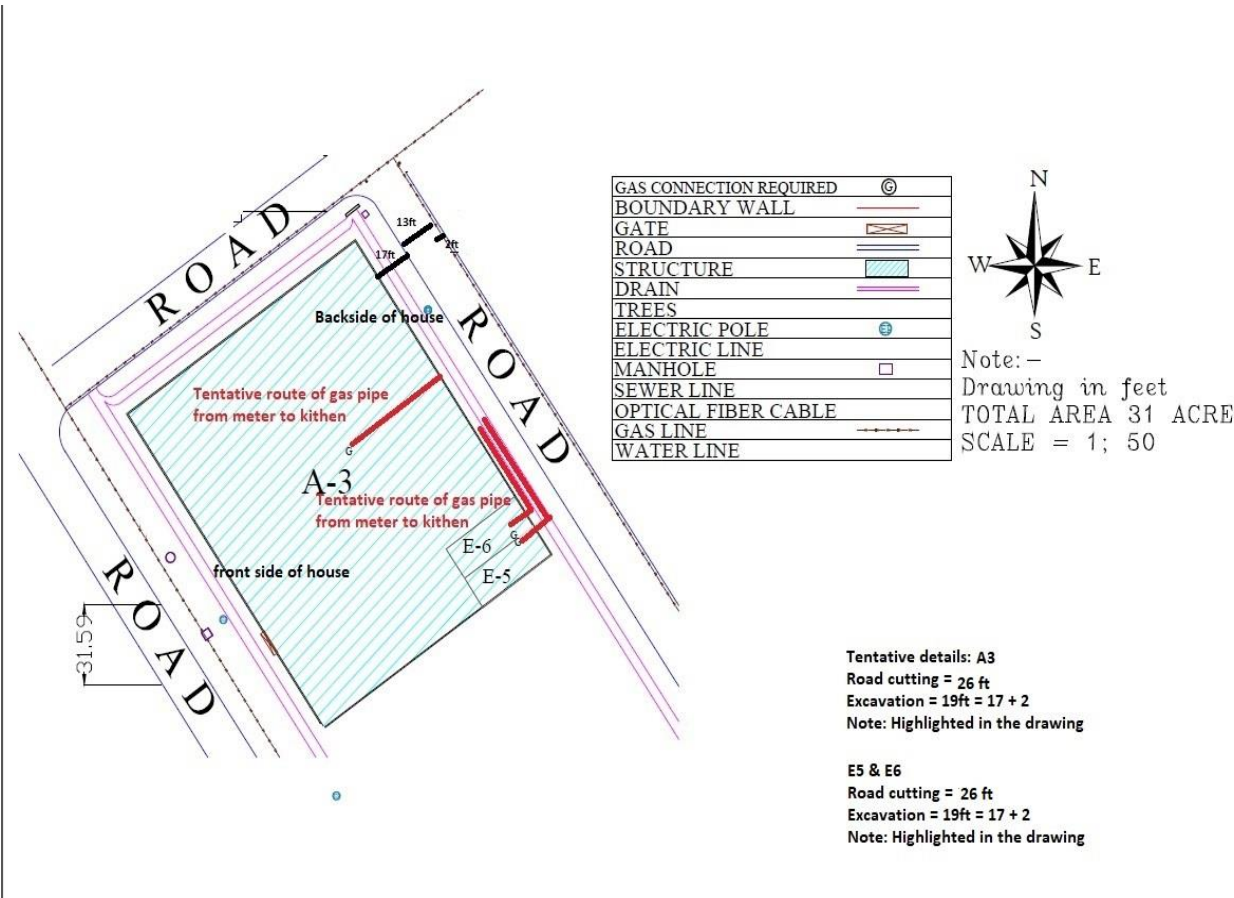 ROAD
13ft
2ft
17ft
Backside of house
ROAD
Tentative route of gas pipe
from meter to kithen
G
A-3
Tentative route of gas pipe
from meter to kithen
G
G
E-6
E-5
front side of house
ROAD
31.59
GAS CONNECTION REQUIRED G
BOUNDARY WALL
GATE
ROAD
STRUCTURE
DRAIN
TREES
ELECTRIC POLE
ELECTRIC LINE
MANHOLE
SEWER LINE
OPTICAL FIBER CABLE
GAS LINE
WATER LINE
N
W E
S
Note:-
Drawing in feet
TOTAL AREA 31 ACRE
SCALE = 1; 50
Tentative details: A3
Road cutting = 26 ft
Excavation = 19ft = 17 + 2
Note: Highlighted in the drawing
E5 & E6
Road cutting = 26 ft
Excavation = 19ft = 17 + 2
Note: Highlighted in the drawing